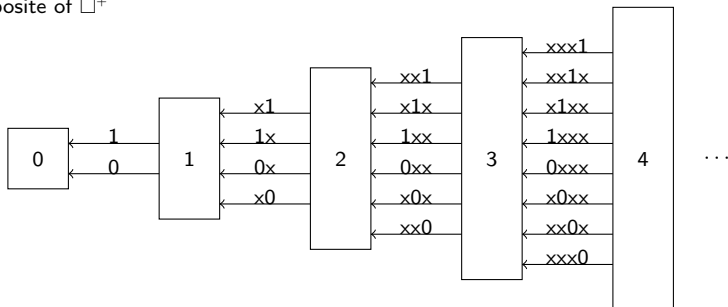 posite of □⁺
xxx1
xx1 xx1x
x1 x1x x1xx
1 1x 1xx 1xxx
0 1 2 3 4 ...
0 0x 0xx 0xxx
x0 x0x x0xx
xx0 xx0x
xxx0